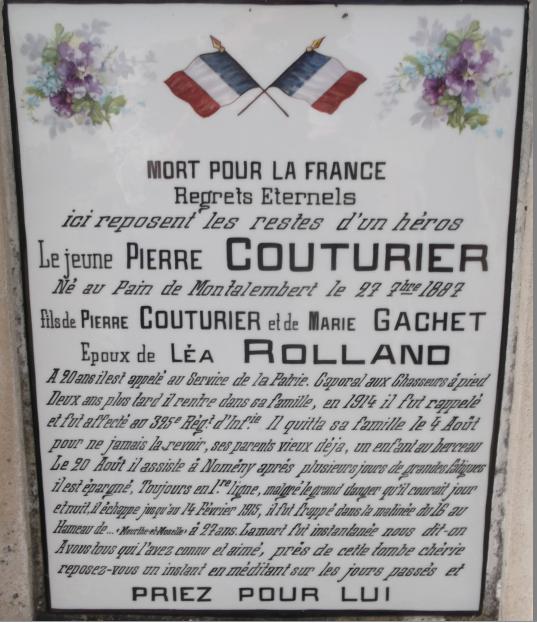 MORT POUR LA FRANCE
Regrets Eternels
ici reposent les restes d'un héros
Le jeune PIERRE COUTURIER
Né au Pain de Montalembert le 27 7bre 1887
fils de PIERRE COUTURIER et de MARIE GACHET
Epoux de LÉA ROLLAND
A 20 ans il est appelé au Service de la Patrie. Caporal aux Chasseurs à pied
Deux ans plus tard il rentre dans sa famille, en 1914 il fut rappelé
et fut affecté au 325e Régt d'Infie Il quitta sa famille le 4 Août
pour ne jamais la revoir, ses parents vieux déja, un enfant au berceau
Le 20 Août il assiste à Nomény après plusieurs jours de grandes fatigues
il est épargné, Toujours en 1re ligne, malgré le grand danger qu'il courait jour
et nuit, il échappe jusqu'au 14 Février 1915, il fut frappé dans la matinée du 16 au
Hameau de ... "Meurthe-et-Moselle" à 27 ans. La mort fut instantanée nous dit-on
A vous tous qui l'avez connu et aimé, près de cette tombe chérie
reposez-vous un instant en méditant sur les jours passés et
PRIEZ POUR LUI